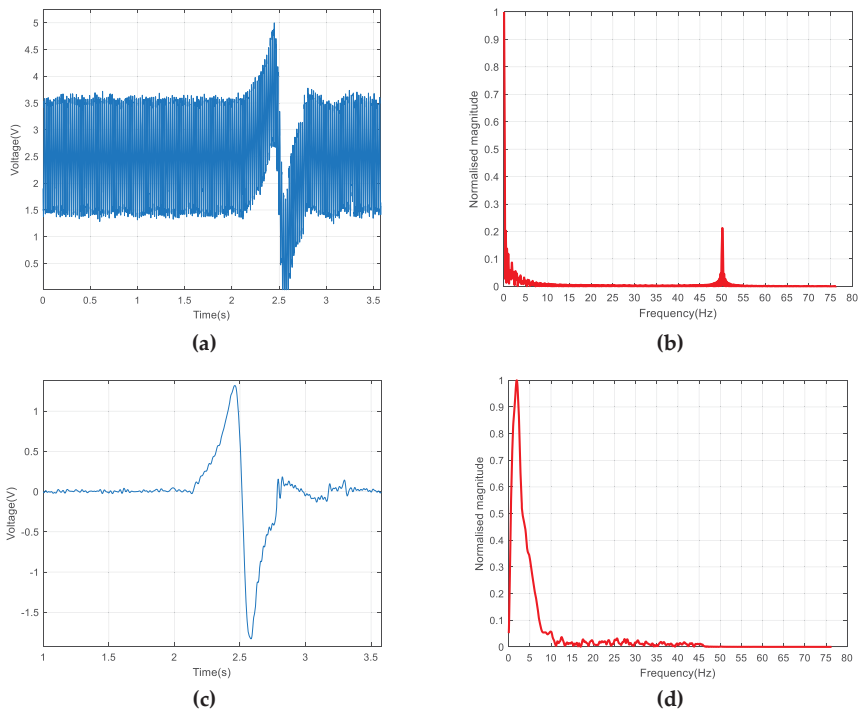 5
4.5
4
3.5
3
2.5
2
1.5
1
0.5
Voltage(V)
0 0.5 1 1.5 2 2.5 3 3.5
Time(s)
(a)
1
0.9
0.8
0.7
0.6
0.5
0.4
0.3
0.2
0.1
0
Normalised magnitude
0 5 10 15 20 25 30 35 40 45 50 55 60 65 70 75 80
Frequency(Hz)
(b)
1
0.5
0
-0.5
-1
-1.5
Voltage(V)
1 1.5 2 2.5 3 3.5
Time(s)
(c)
1
0.9
0.8
0.7
0.6
0.5
0.4
0.3
0.2
0.1
0
Normalised magnitude
0 5 10 15 20 25 30 35 40 45 50 55 60 65 70 75 80
Frequency(Hz)
(d)